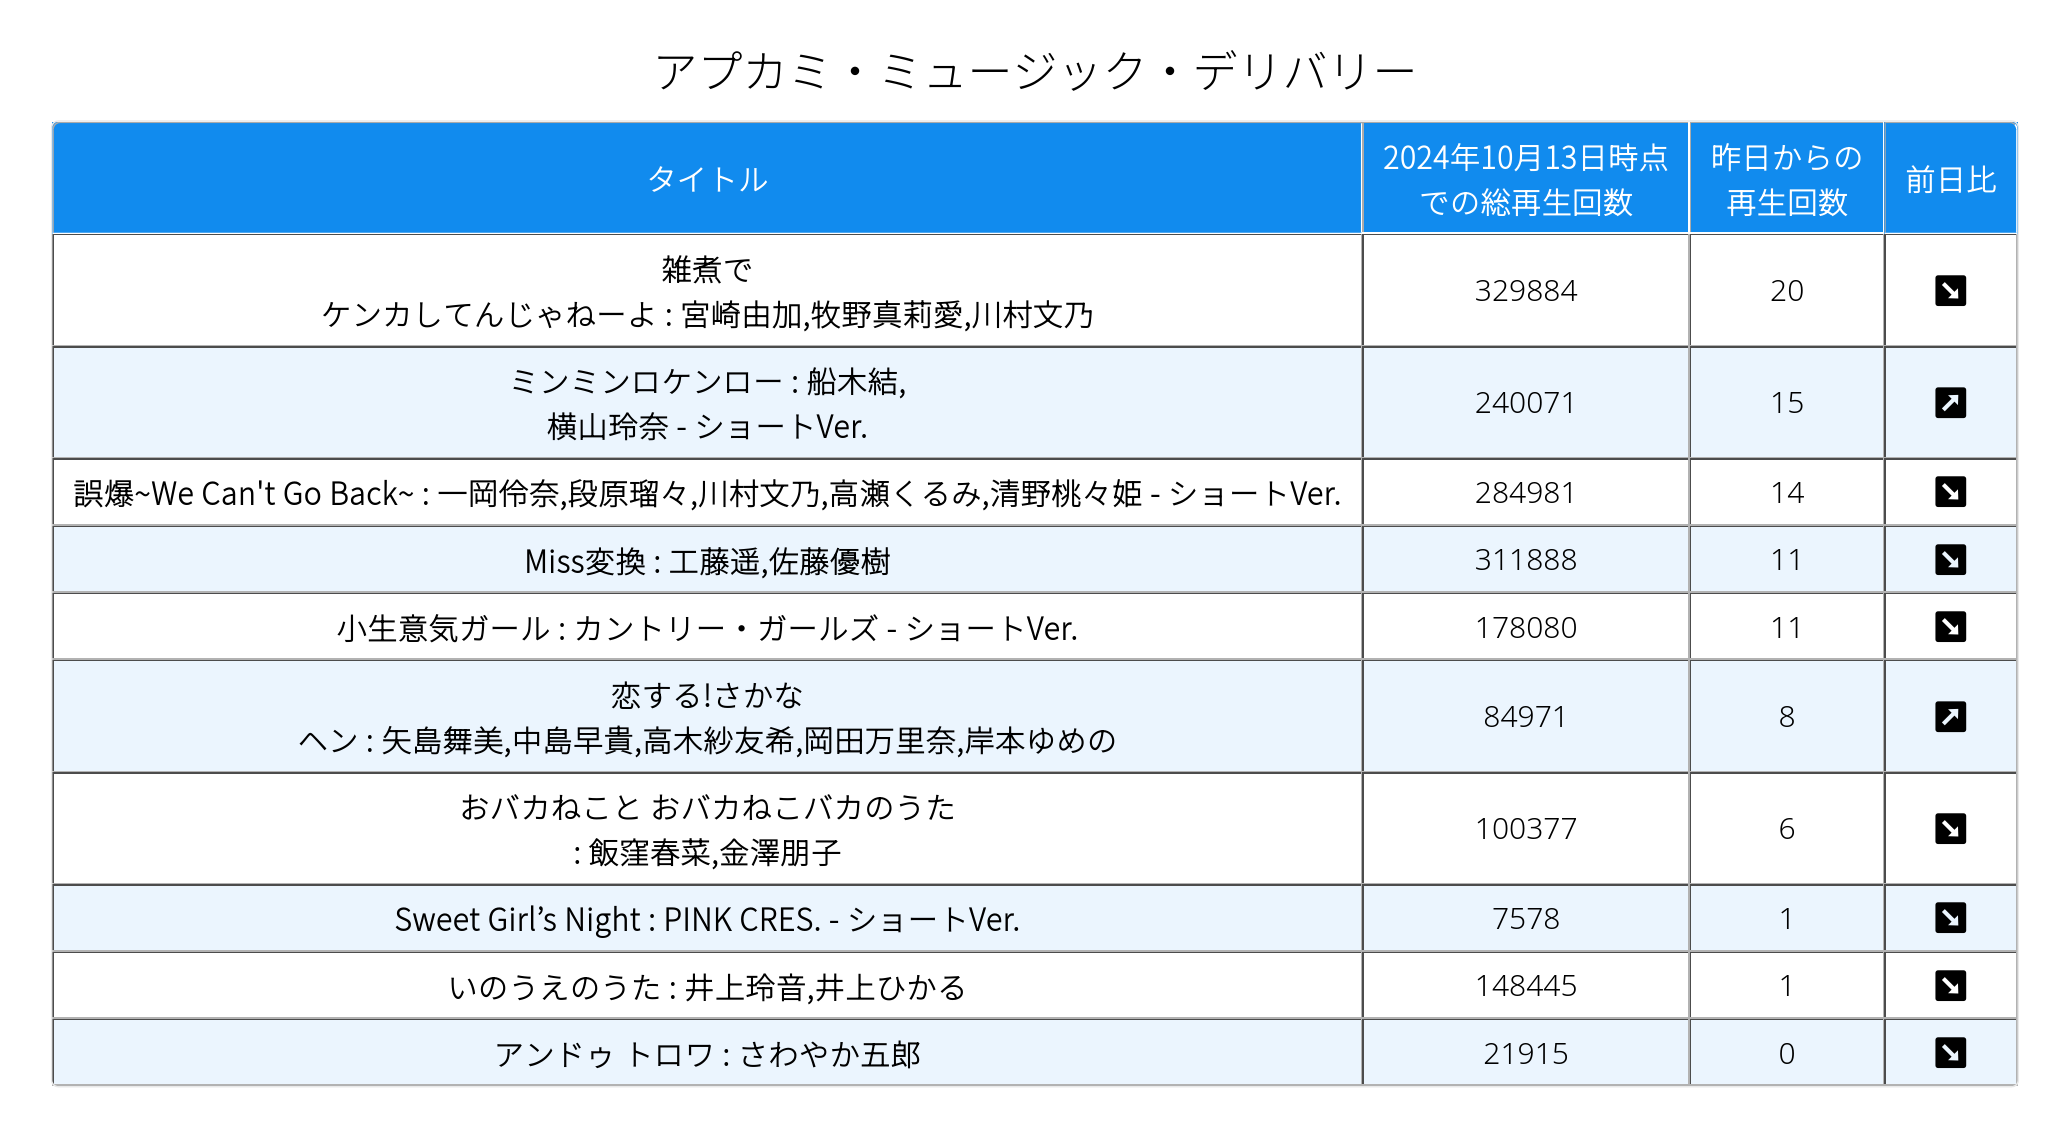 アプカミ・ミュージック・デリバリー
タイトル 2024年10月13日時点での総再生回数 昨日からの再生回数 前日比
雑煮で
ケンカしてんじゃねーよ : 宮崎由加,牧野真莉愛,川村文乃 329884 20 ↘
ミンミンロケンロー : 船木結,
横山玲奈 - ショートVer. 240071 15 ↗
誤爆~We Can't Go Back~ : 一岡伶奈,段原瑠々,川村文乃,高瀬くるみ,清野桃々姫 - ショートVer. 284981 14 ↘
Miss変換 : 工藤遥,佐藤優樹 311888 11 ↘
小生意気ガール : カントリー・ガールズ - ショートVer. 178080 11 ↘
恋する!さかな
ヘン : 矢島舞美,中島早貴,高木紗友希,岡田万里奈,岸本ゆめの 84971 8 ↗
おバカねこと おバカねこバカのうた
: 飯窪春菜,金澤朋子 100377 6 ↘
Sweet Girl’s Night : PINK CRES. - ショートVer. 7578 1 ↘
いのうえのうた : 井上玲音,井上ひかる 148445 1 ↘
アンドゥ トロワ : さわやか五郎 21915 0 ↘